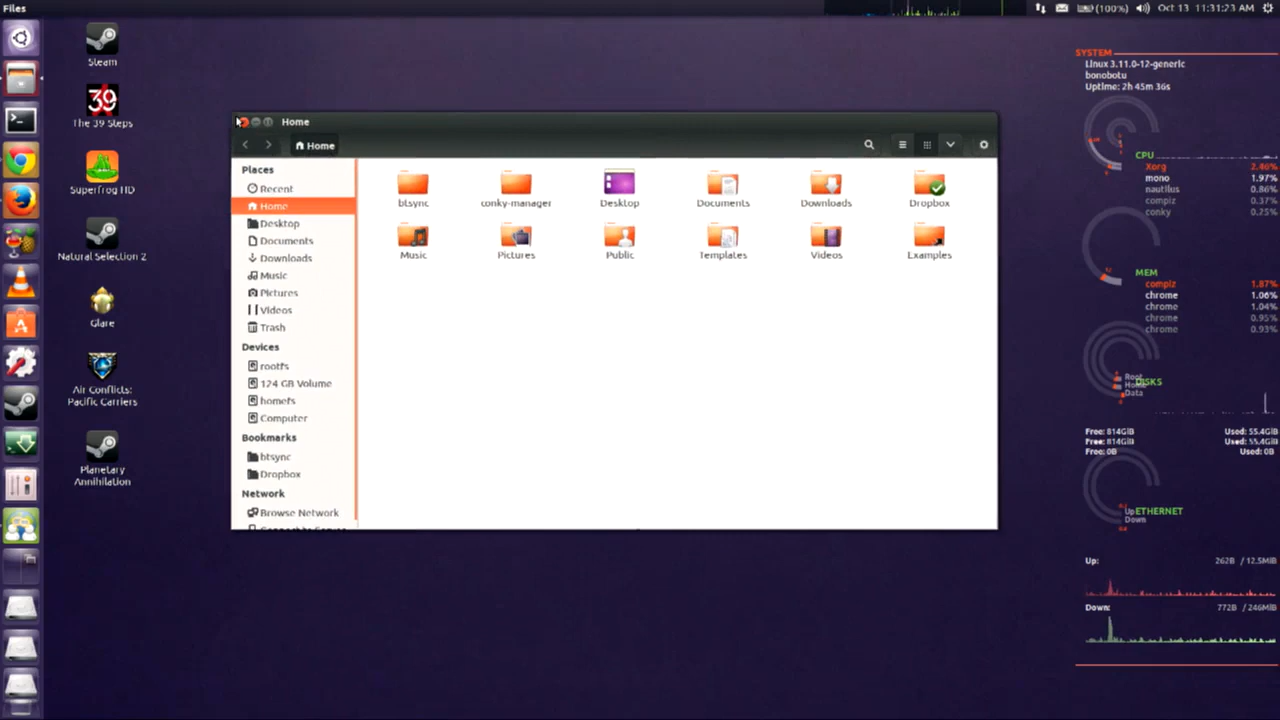 Files
(100%) Oct 13 11:31:23 AM
Steam
39
The 39 Steps
Superfrog HD
Natural Selection 2
Glare
Air Conflicts:
Pacific Carriers
Planetary
Annihilation
Home
Home
Places
Recent
Home
Desktop
Documents
Downloads
Music
Pictures
Videos
Trash
Devices
rootfs
124 GB Volume
homefs
Computer
Bookmarks
btsync
Dropbox
Network
Browse Network
Connect to Server
btsync
conky-manager
Desktop
Documents
Downloads
Dropbox
Music
Pictures
Public
Templates
Videos
Examples
SYSTEM
Linux 3.11.0-12-generic
bonobotu
Uptime: 2h 45m 36s
CPU
Xorg 2.46%
mono 1.97%
nautilus 0.86%
compiz 0.37%
conky 0.25%
MEM
compiz 1.87%
chrome 1.06%
chrome 1.04%
chrome 0.95%
chrome 0.93%
Root
DISKS
Data
Free: 814GiB Used: 55.4GiB
Free: 814GiB Used: 55.4GiB
Free: 0B Used: 0B
Up
ETHERNET
Down
Up: 262B / 12.5MiB
Down: 772B / 246MiB